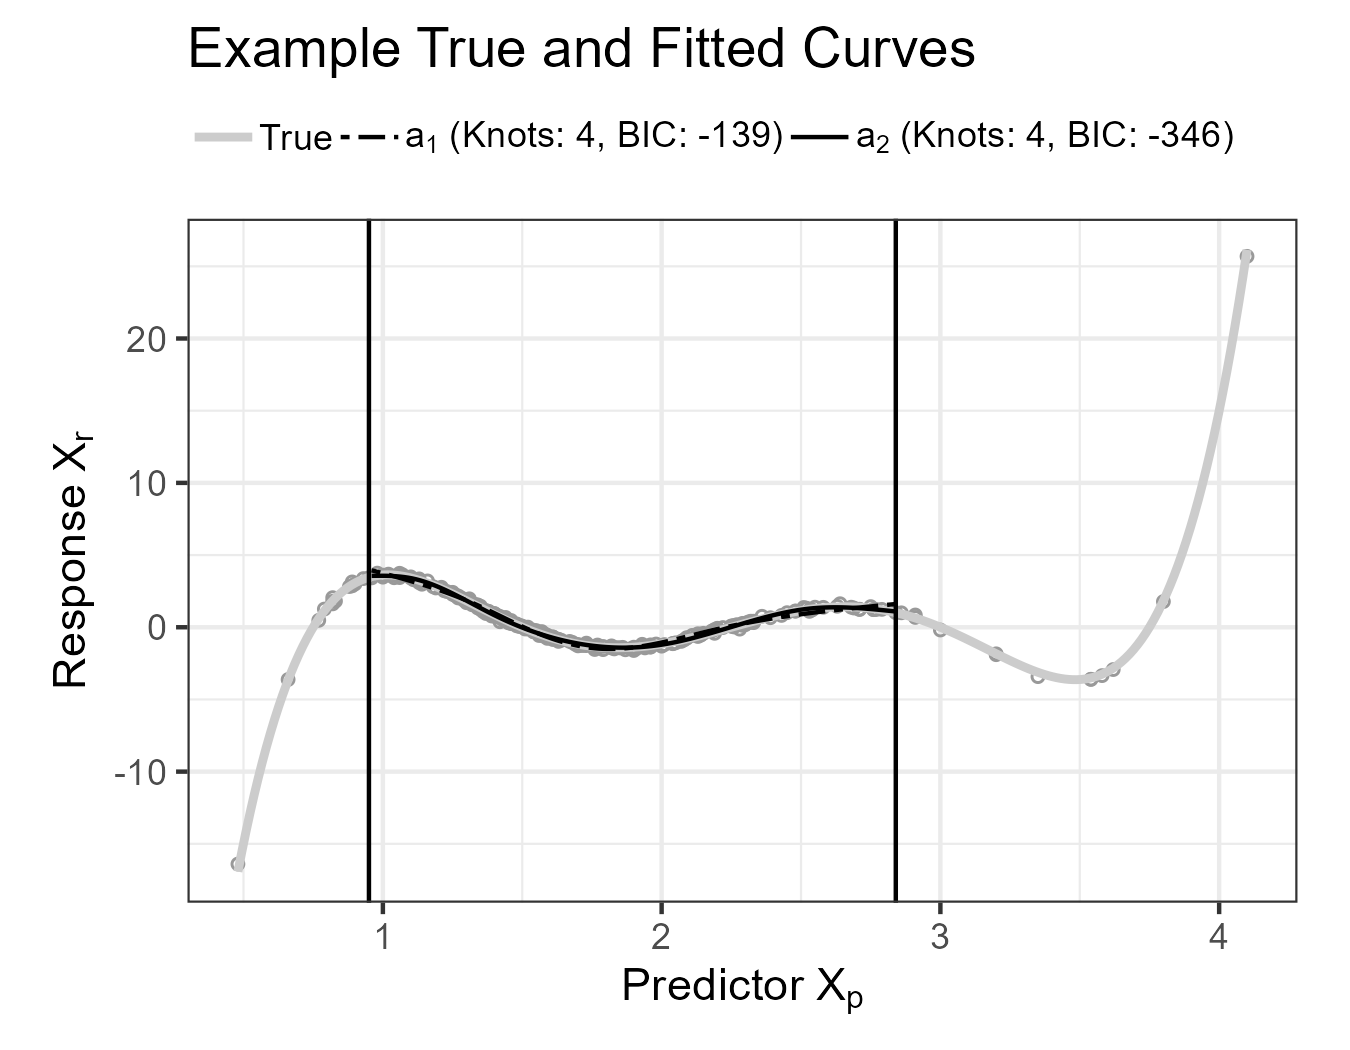 Example True and Fitted Curves
True a₁ (Knots: 4, BIC: -139) a₂ (Knots: 4, BIC: -346)
20
10
0
-10
Response Xᵣ
1 2 3 4
Predictor Xₚ